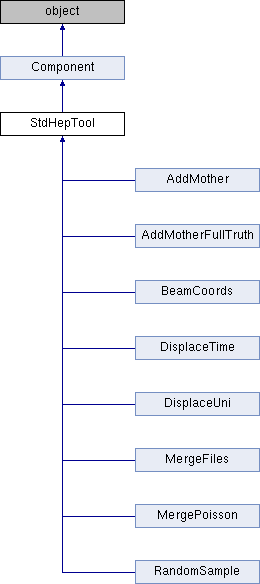 object
Component
StdHepTool
AddMother
AddMotherFullTruth
BeamCoords
DisplaceTime
DisplaceUni
MergeFiles
MergePoisson
RandomSample